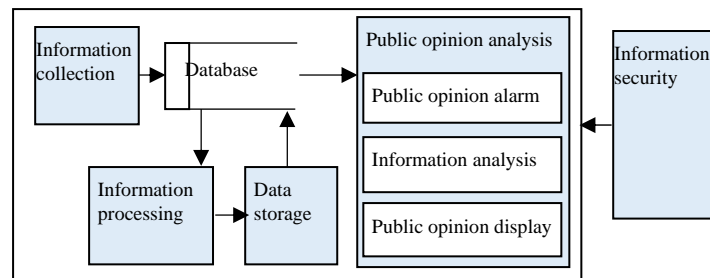 Information
collection
Database
Public opinion analysis
Public opinion alarm
Information analysis
Public opinion display
Information
processing
Data
storage
Information
security